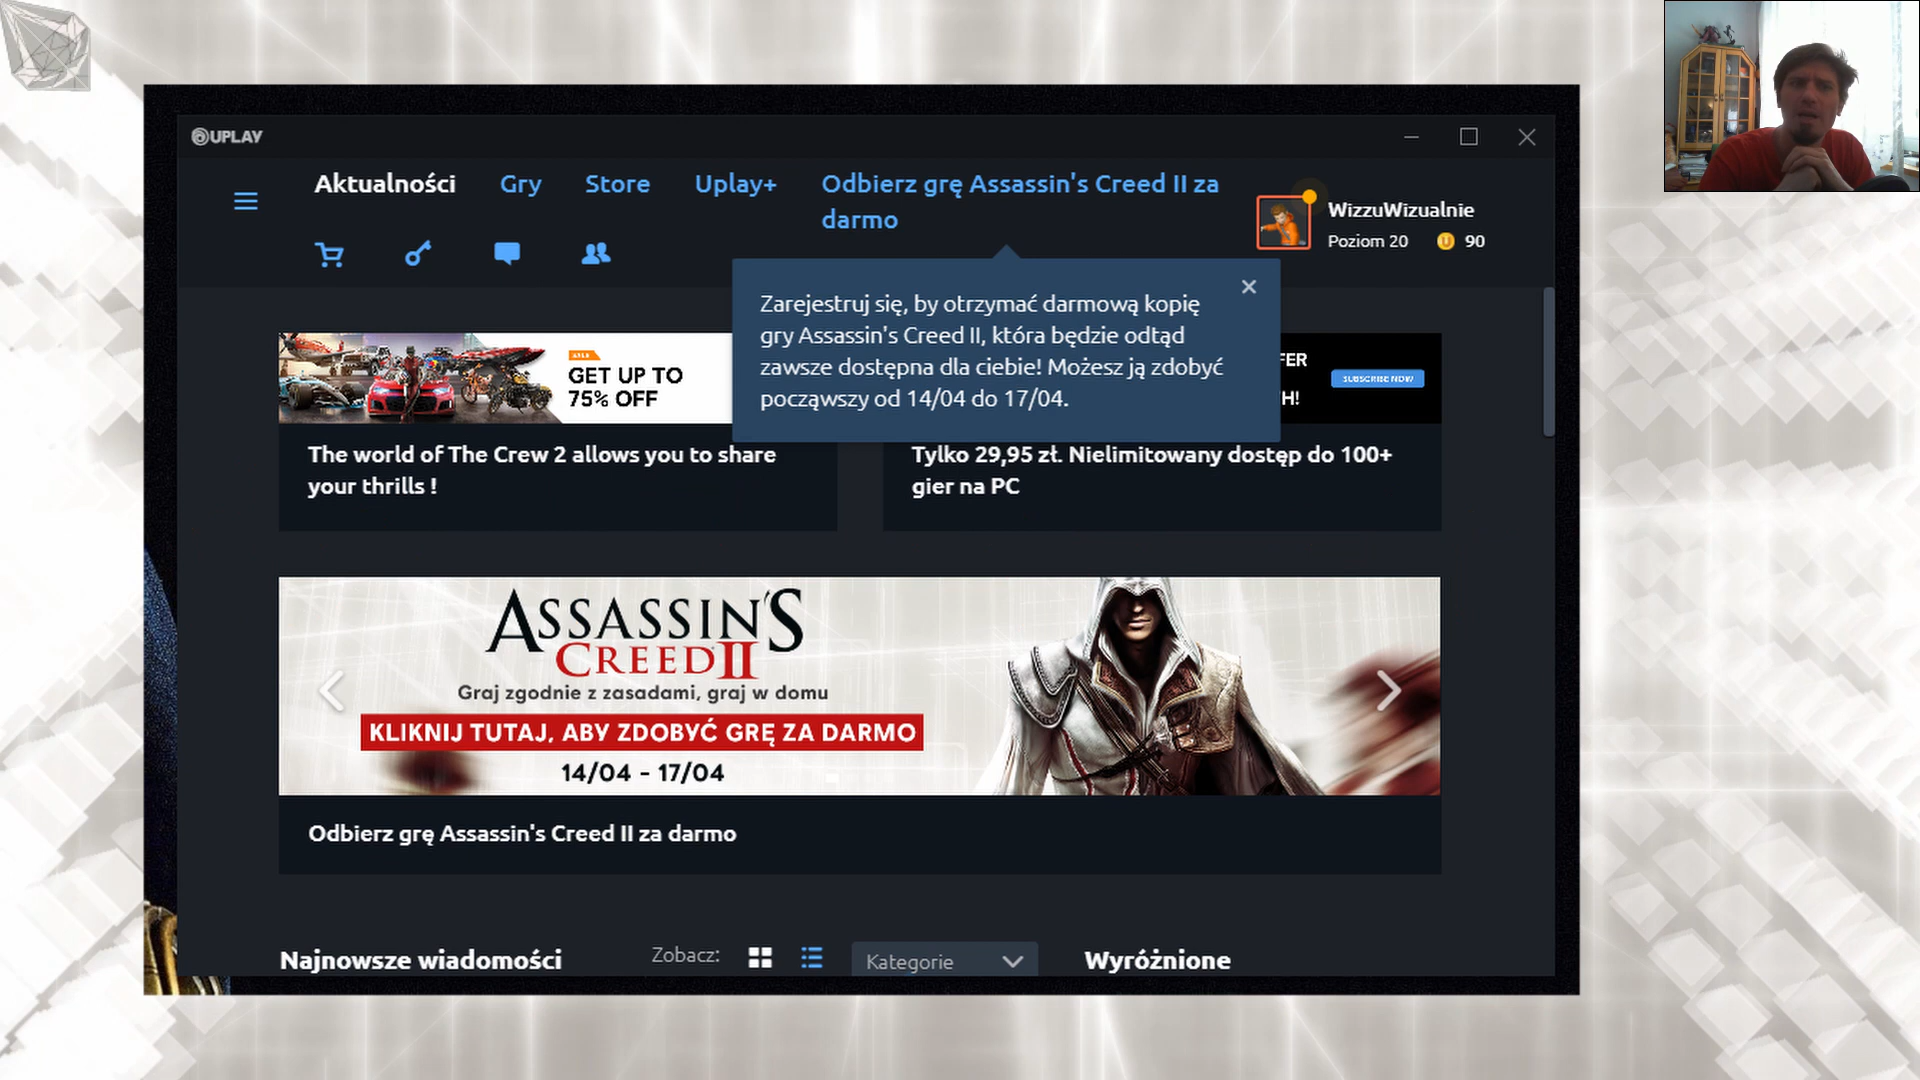 UPLAY
Aktualności
Gry
Store
Uplay+
Odbierz grę Assassin's Creed II za
darmo
WizzuWizualnie
Poziom 20
90
Zarejestruj się, by otrzymać darmową kopię
gry Assassin's Creed II, która będzie odtąd
zawsze dostępna dla ciebie! Możesz ją zdobyć
począwszy od 14/04 do 17/04.
SALE
GET UP TO
75% OFF
FER
H!
SUBSCRIBE NOW
The world of The Crew 2 allows you to share
your thrills !
Tylko 29,95 zł. Nielimitowany dostęp do 100+
gier na PC
ASSASSIN'S
CREED II
Graj zgodnie z zasadami, graj w domu
KLIKNIJ TUTAJ, ABY ZDOBYĆ GRĘ ZA DARMO
14/04 - 17/04
Odbierz grę Assassin's Creed II za darmo
Najnowsze wiadomości
Zobacz:
Kategorie
Wyróżnione